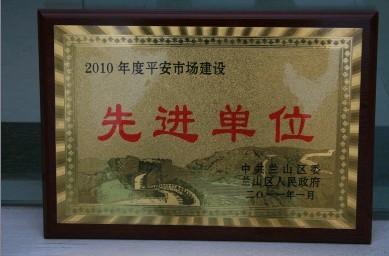 2010 年度平安市场建设
先进单位
中共兰山区委
兰山区人民政府
二〇一一年一月